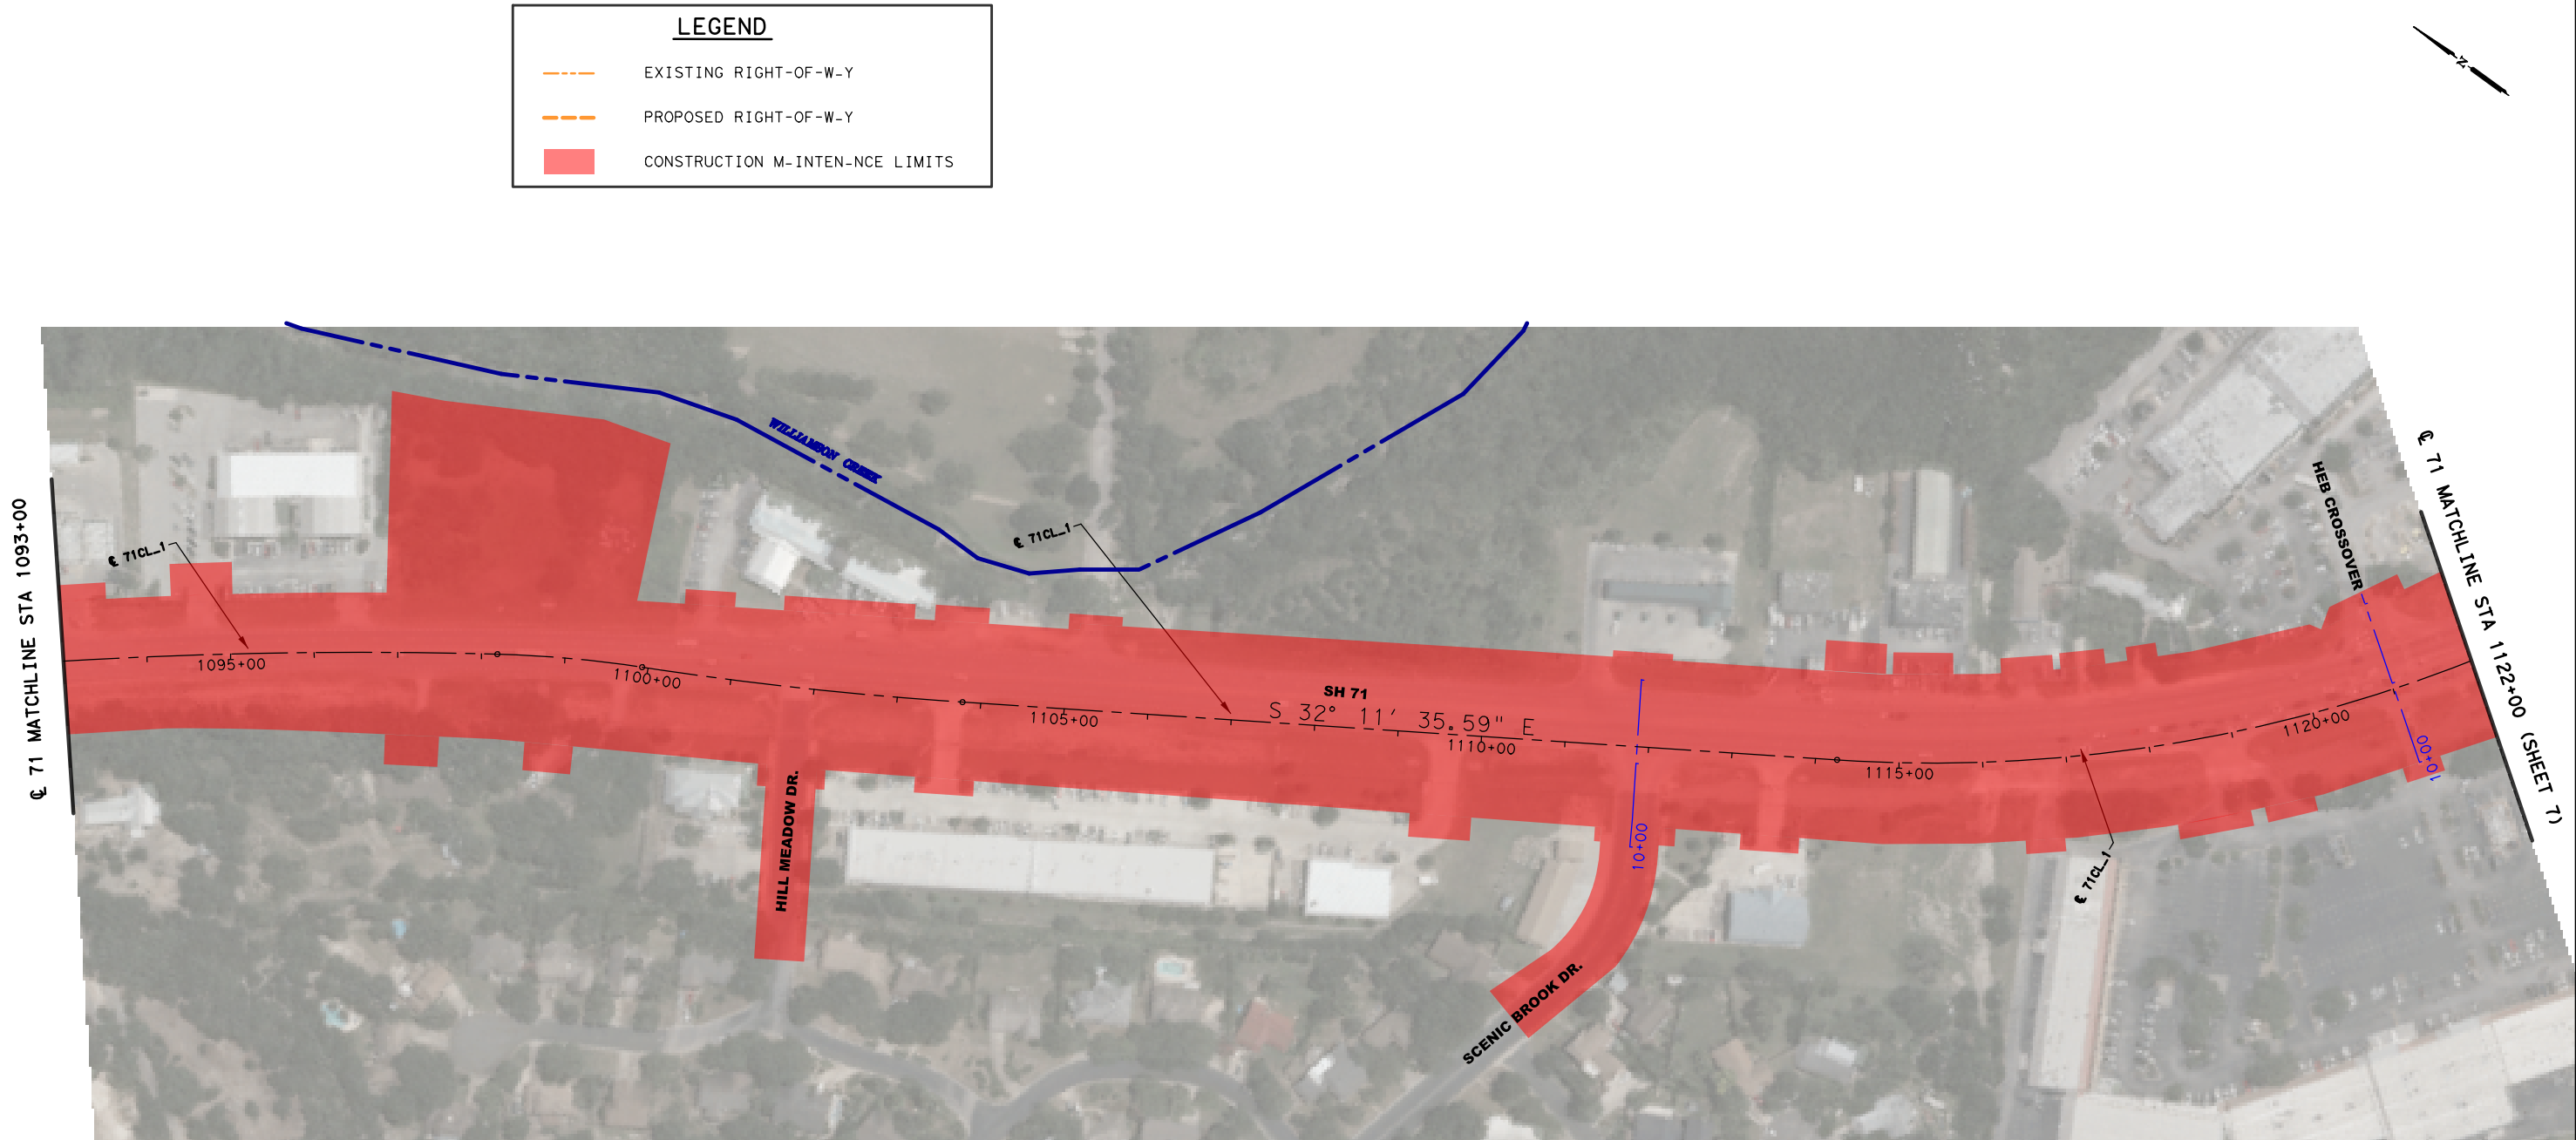 LEGEND
EXISTING RIGHT-OF-W-Y
PROPOSED RIGHT-OF-W-Y
CONSTRUCTION M-INTEN-NCE LIMITS
N
WILLIAMSON CREEK
℄ 71 MATCHLINE STA 1093+00
℄ 71CL_1
℄ 71CL_1
HEB CROSSOVER
℄ 71 MATCHLINE STA 1122+00 (SHEET 7)
1095+00
1100+00
1105+00
SH 71
S 32° 11' 35.59" E
1110+00
1115+00
1120+00
10+00
HILL MEADOW DR.
10+00
℄ 71CL_1
SCENIC BROOK DR.